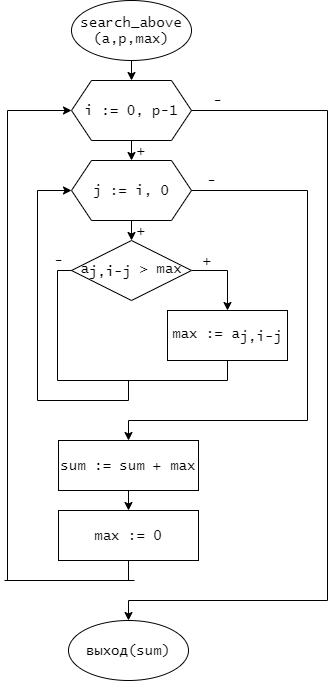 search_above
(a,p,max)
i := 0, p-1
-
+
j := i, 0
-
+
aj,i-j > max
-
+
max := aj,i-j
sum := sum + max
max := 0
выход(sum)